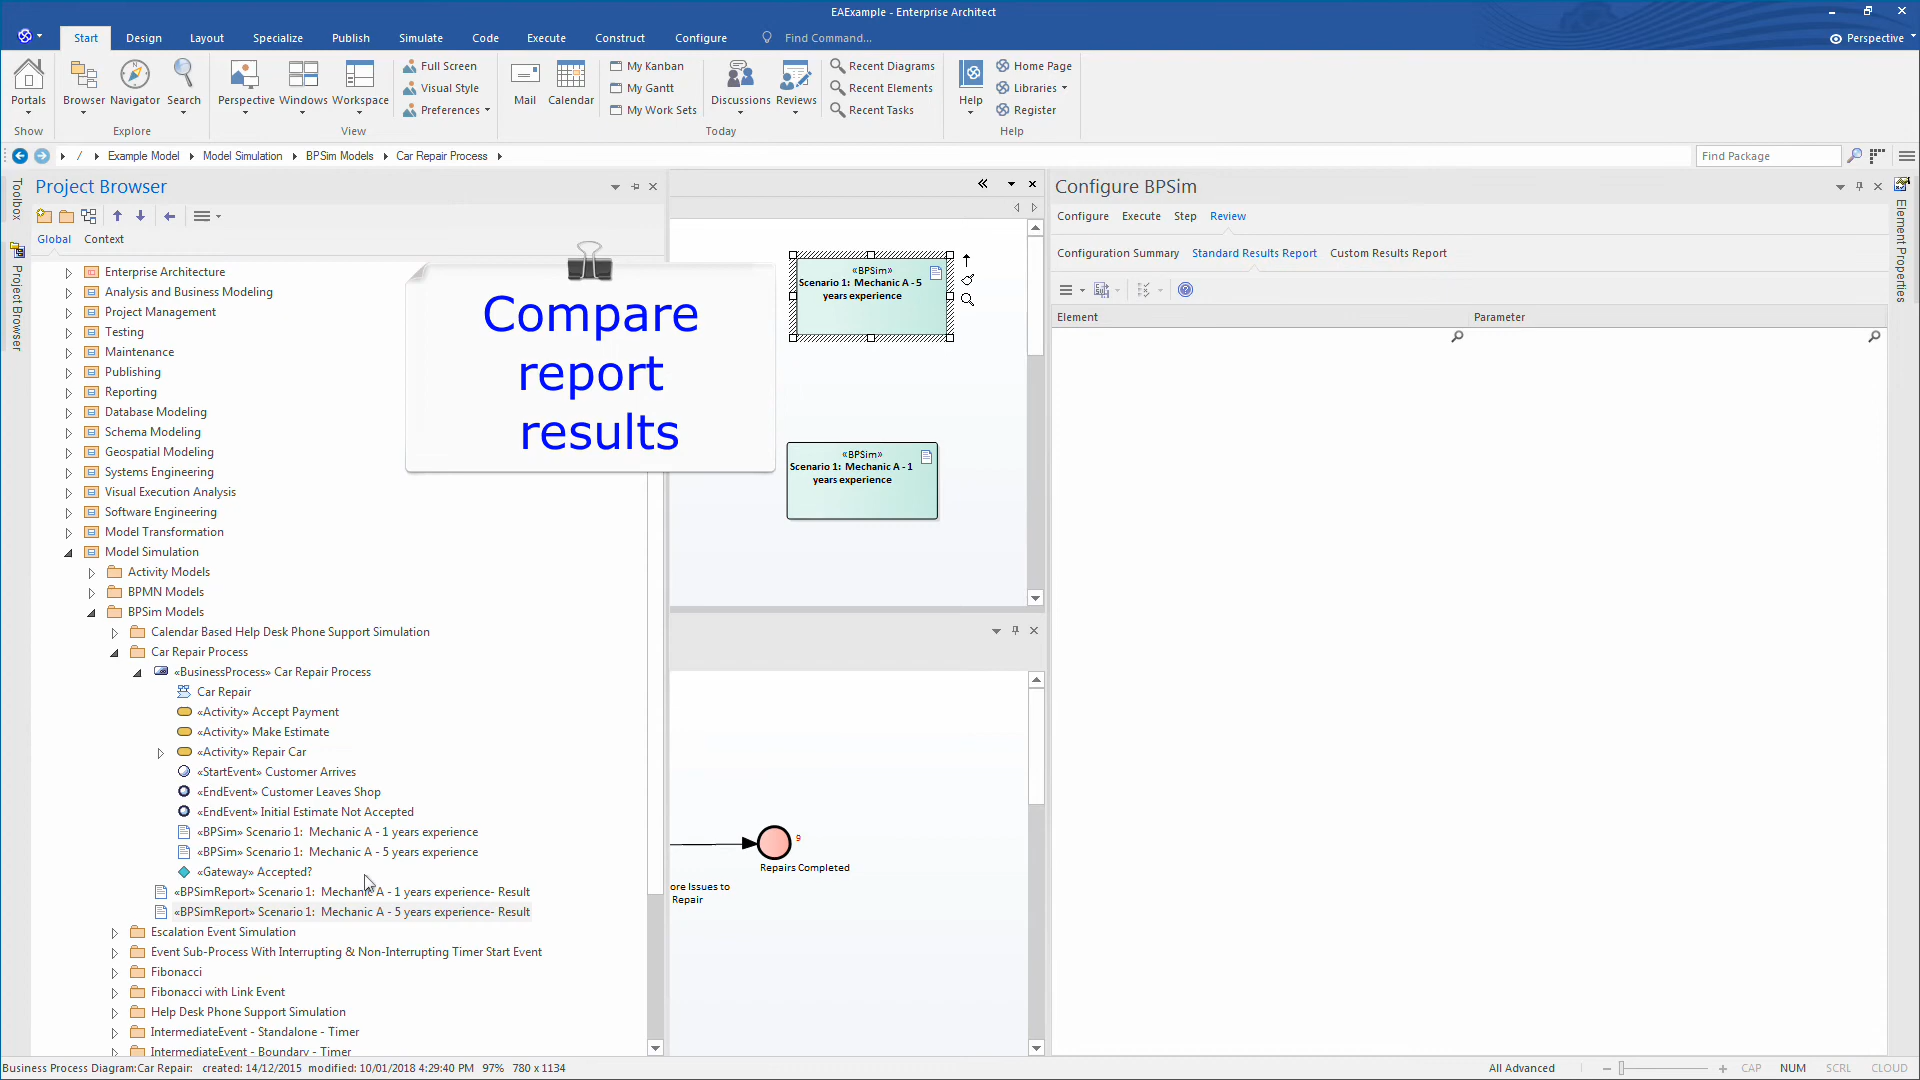 EAExample - Enterprise Architect
Start Design Layout Specialize Publish Simulate Code Execute Construct Configure Find Command... Perspective
Portals Browser Navigator Search Perspective Windows Workspace Full Screen Visual Style Preferences Mail Calendar My Kanban My Gantt My Work Sets Discussions Reviews Recent Diagrams Recent Elements Recent Tasks Help Home Page Libraries Register
Show Explore View Today Help
/ Example Model Model Simulation BPSim Models Car Repair Process Find Package
Toolbox
Project Browser
Project Browser
Global Context
Enterprise Architecture
Analysis and Business Modeling
Project Management
Testing
Maintenance
Publishing
Reporting
Database Modeling
Schema Modeling
Geospatial Modeling
Systems Engineering
Visual Execution Analysis
Software Engineering
Model Transformation
Model Simulation
Activity Models
BPMN Models
BPSim Models
Calendar Based Help Desk Phone Support Simulation
Car Repair Process
«BusinessProcess» Car Repair Process
Car Repair
«Activity» Accept Payment
«Activity» Make Estimate
«Activity» Repair Car
«StartEvent» Customer Arrives
«EndEvent» Customer Leaves Shop
«EndEvent» Initial Estimate Not Accepted
«BPSim» Scenario 1: Mechanic A - 1 years experience
«BPSim» Scenario 1: Mechanic A - 5 years experience
«Gateway» Accepted?
«BPSimReport» Scenario 1: Mechanic A - 1 years experience- Result
«BPSimReport» Scenario 1: Mechanic A - 5 years experience- Result
Escalation Event Simulation
Event Sub-Process With Interrupting & Non-Interrupting Timer Start Event
Fibonacci
Fibonacci with Link Event
Help Desk Phone Support Simulation
IntermediateEvent - Standalone - Timer
IntermediateEvent - Boundary - Timer
Compare
report
results
«BPSim»
Scenario 1: Mechanic A - 5
years experience
«BPSim»
Scenario 1: Mechanic A - 1
years experience
9
Repairs Completed
ore Issues to
Repair
Configure BPSim
Configure Execute Step Review
Configuration Summary Standard Results Report Custom Results Report
Element Parameter
Element Properties
Business Process Diagram:Car Repair: created: 14/12/2015 modified: 10/01/2018 4:29:40 PM 97% 780 x 1134
All Advanced CAP NUM SCRL CLOUD